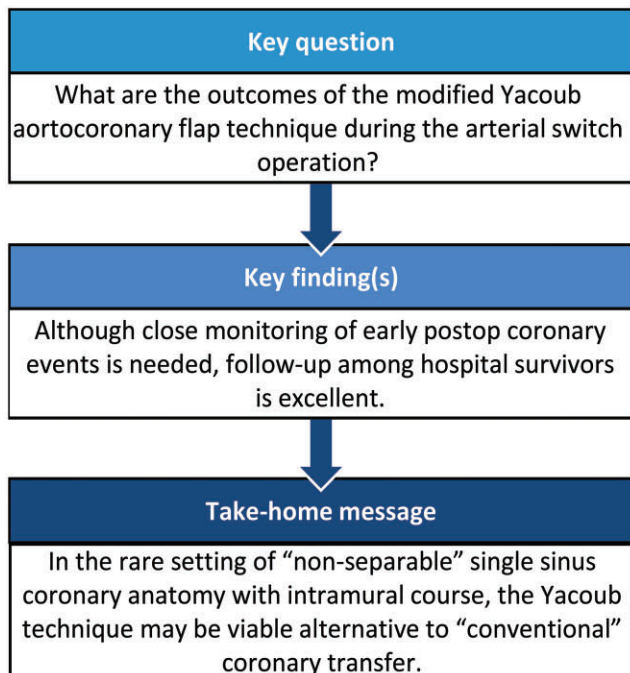 Key question
What are the outcomes of the modified Yacoub
aortocoronary flap technique during the arterial switch
operation?
Key finding(s)
Although close monitoring of early postop coronary
events is needed, follow-up among hospital survivors
is excellent.
Take-home message
In the rare setting of “non-separable” single sinus
coronary anatomy with intramural course, the Yacoub
technique may be viable alternative to “conventional”
coronary transfer.